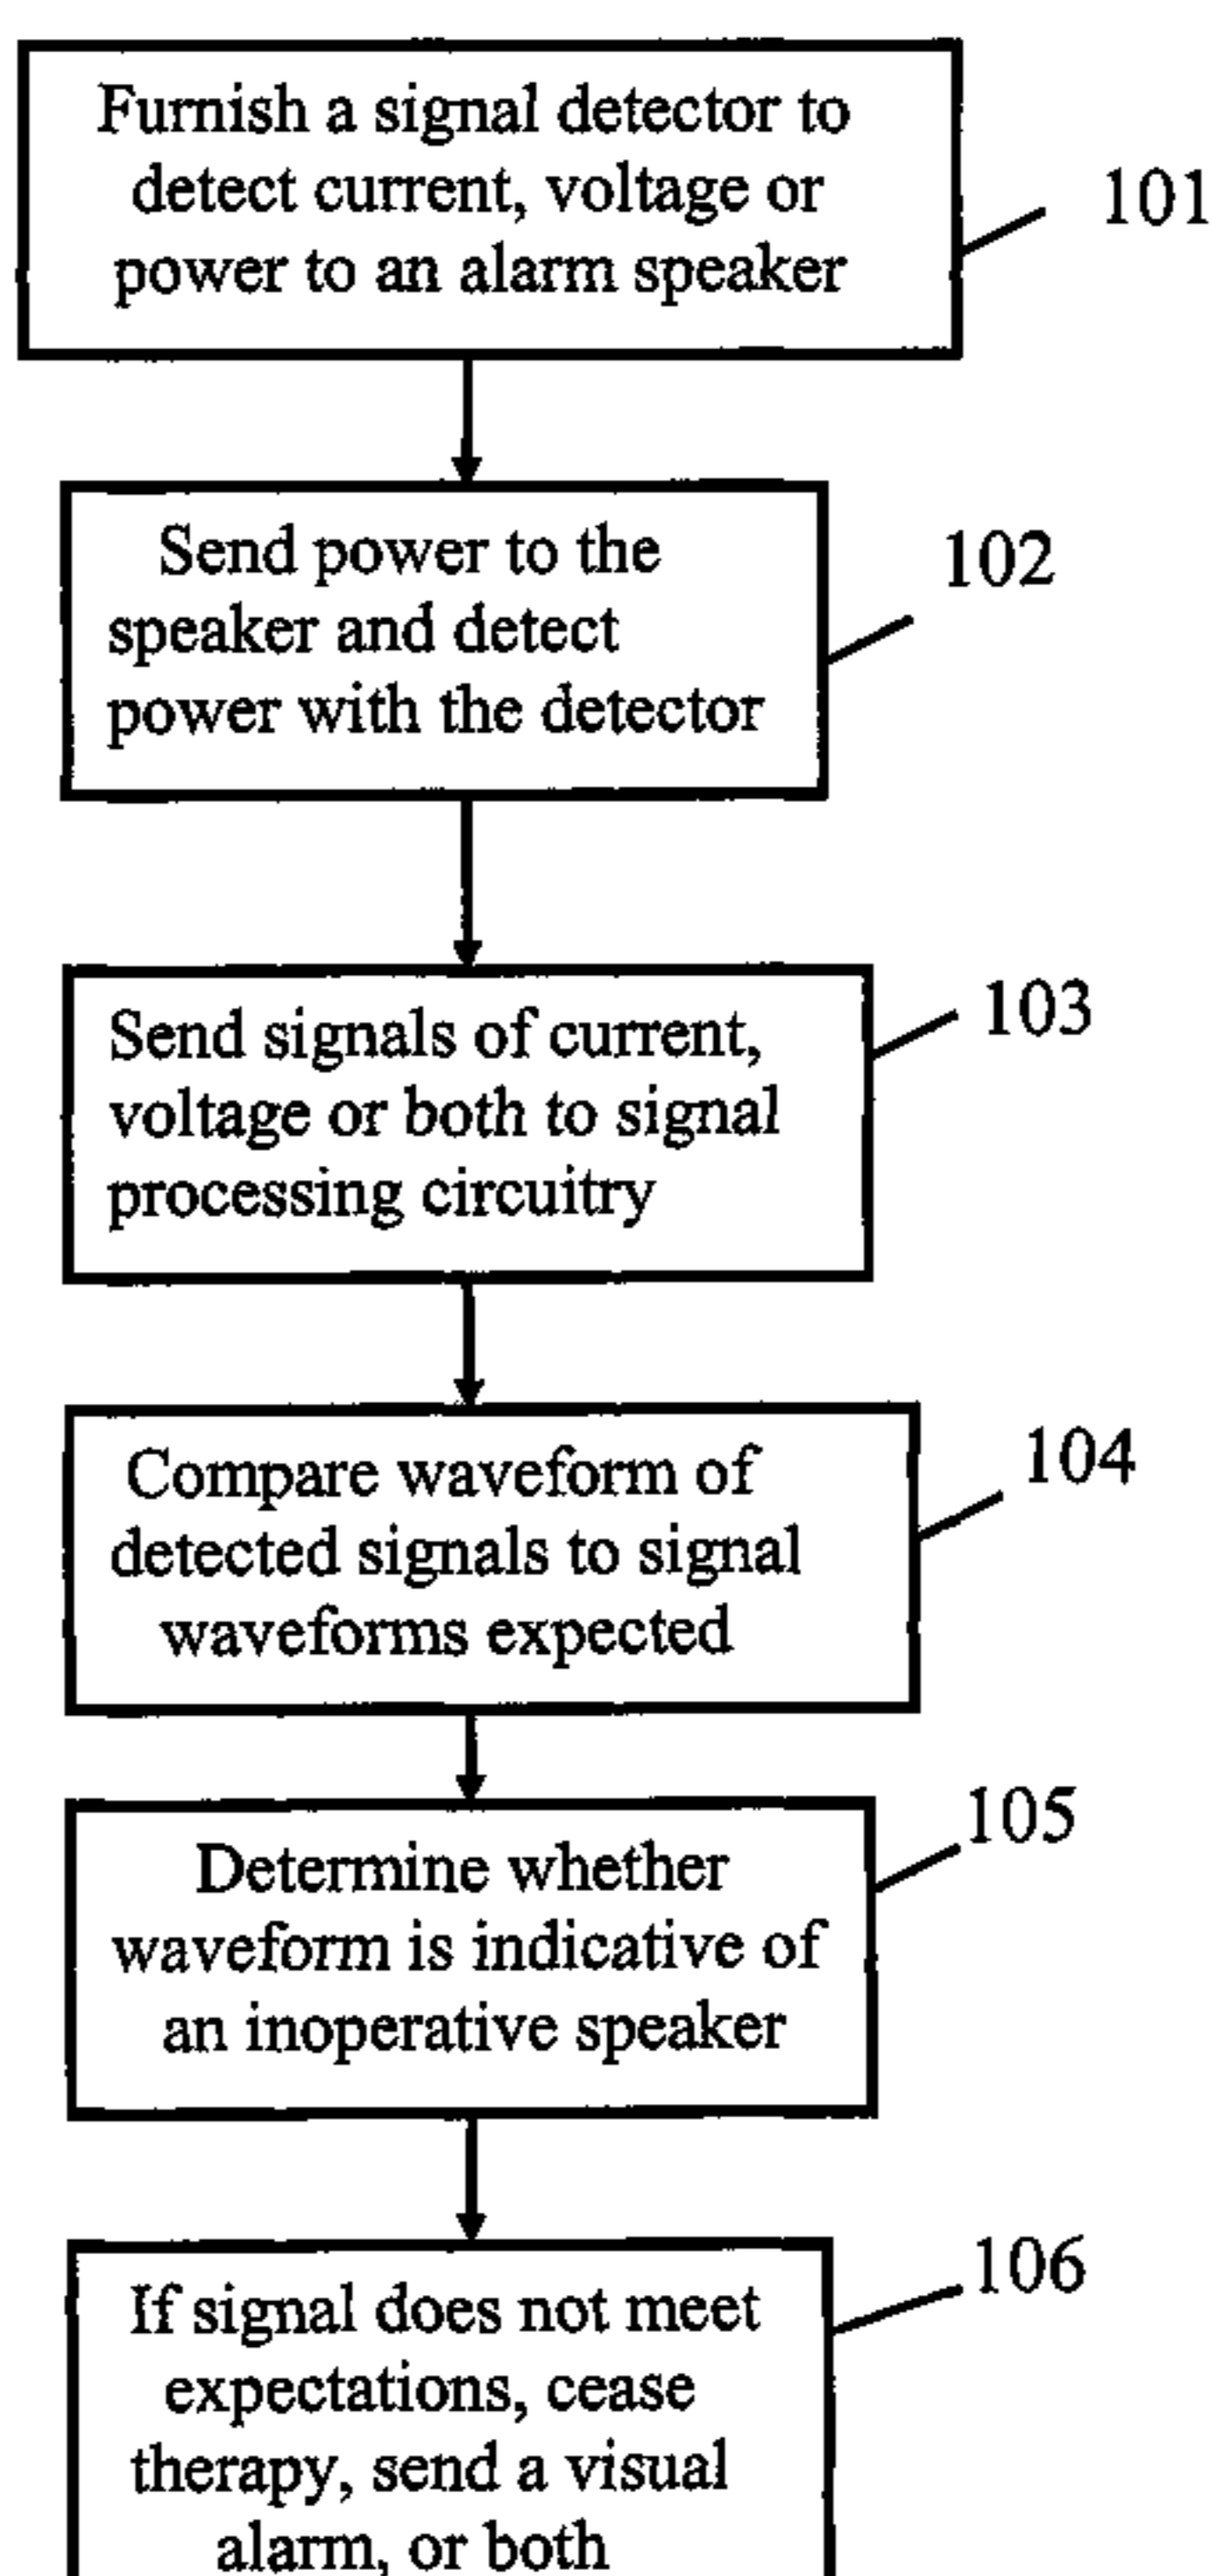 Furnish a signal detector to
detect current, voltage or
power to an alarm speaker
101
Send power to the
speaker and detect
power with the detector
102
Send signals of current,
voltage or both to signal
processing circuitry
103
Compare waveform of
detected signals to signal
waveforms expected
104
Determine whether
waveform is indicative of
an inoperative speaker
105
If signal does not meet
expectations, cease
therapy, send a visual
alarm, or both
106